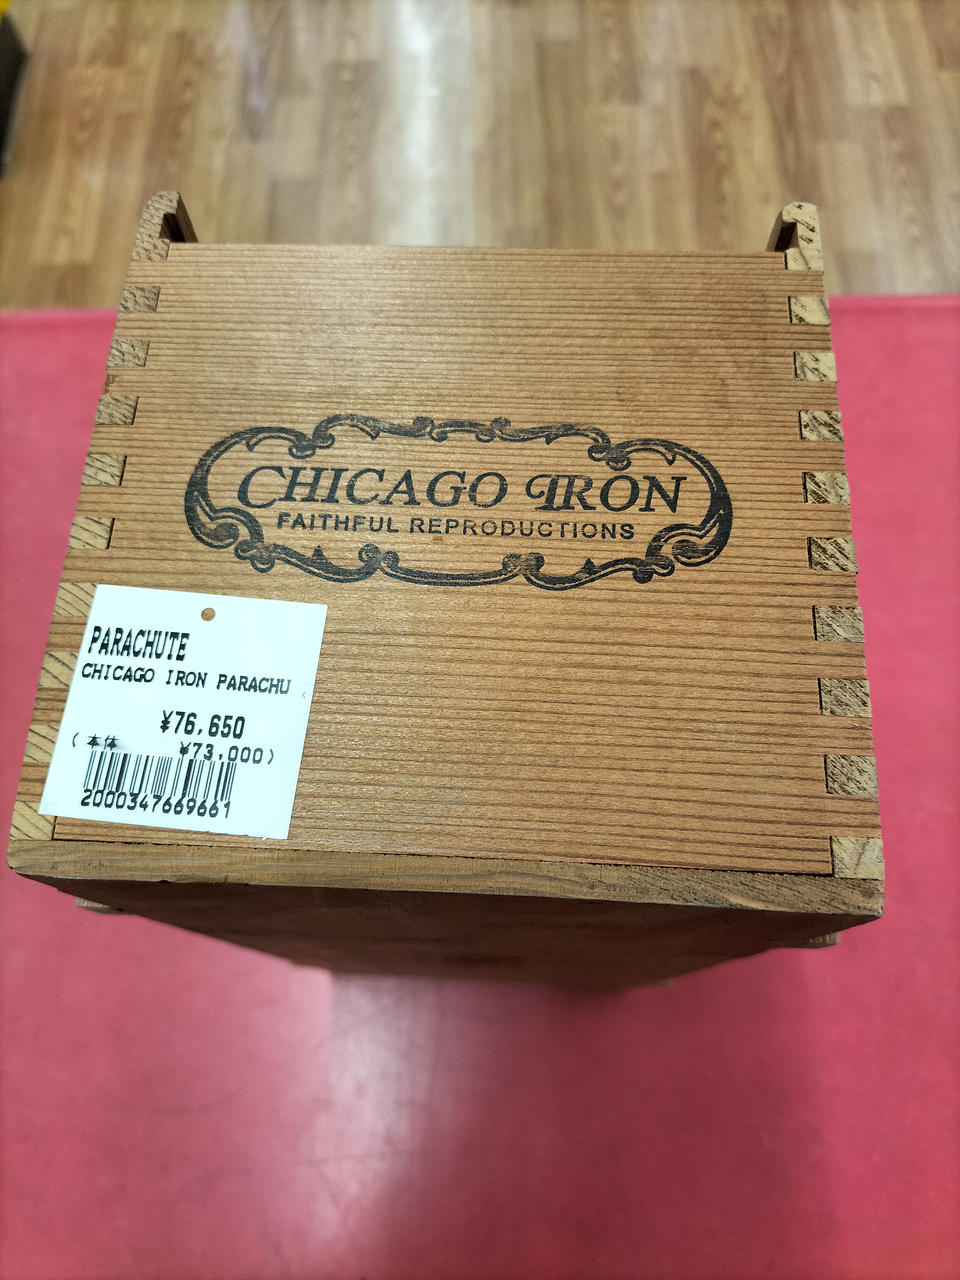 CHICAGO IRON
FAITHFUL REPRODUCTIONS
PARACHUTE
CHICAGO IRON PARACHU
¥76,650
(本体 ¥73,000)
2000347669661